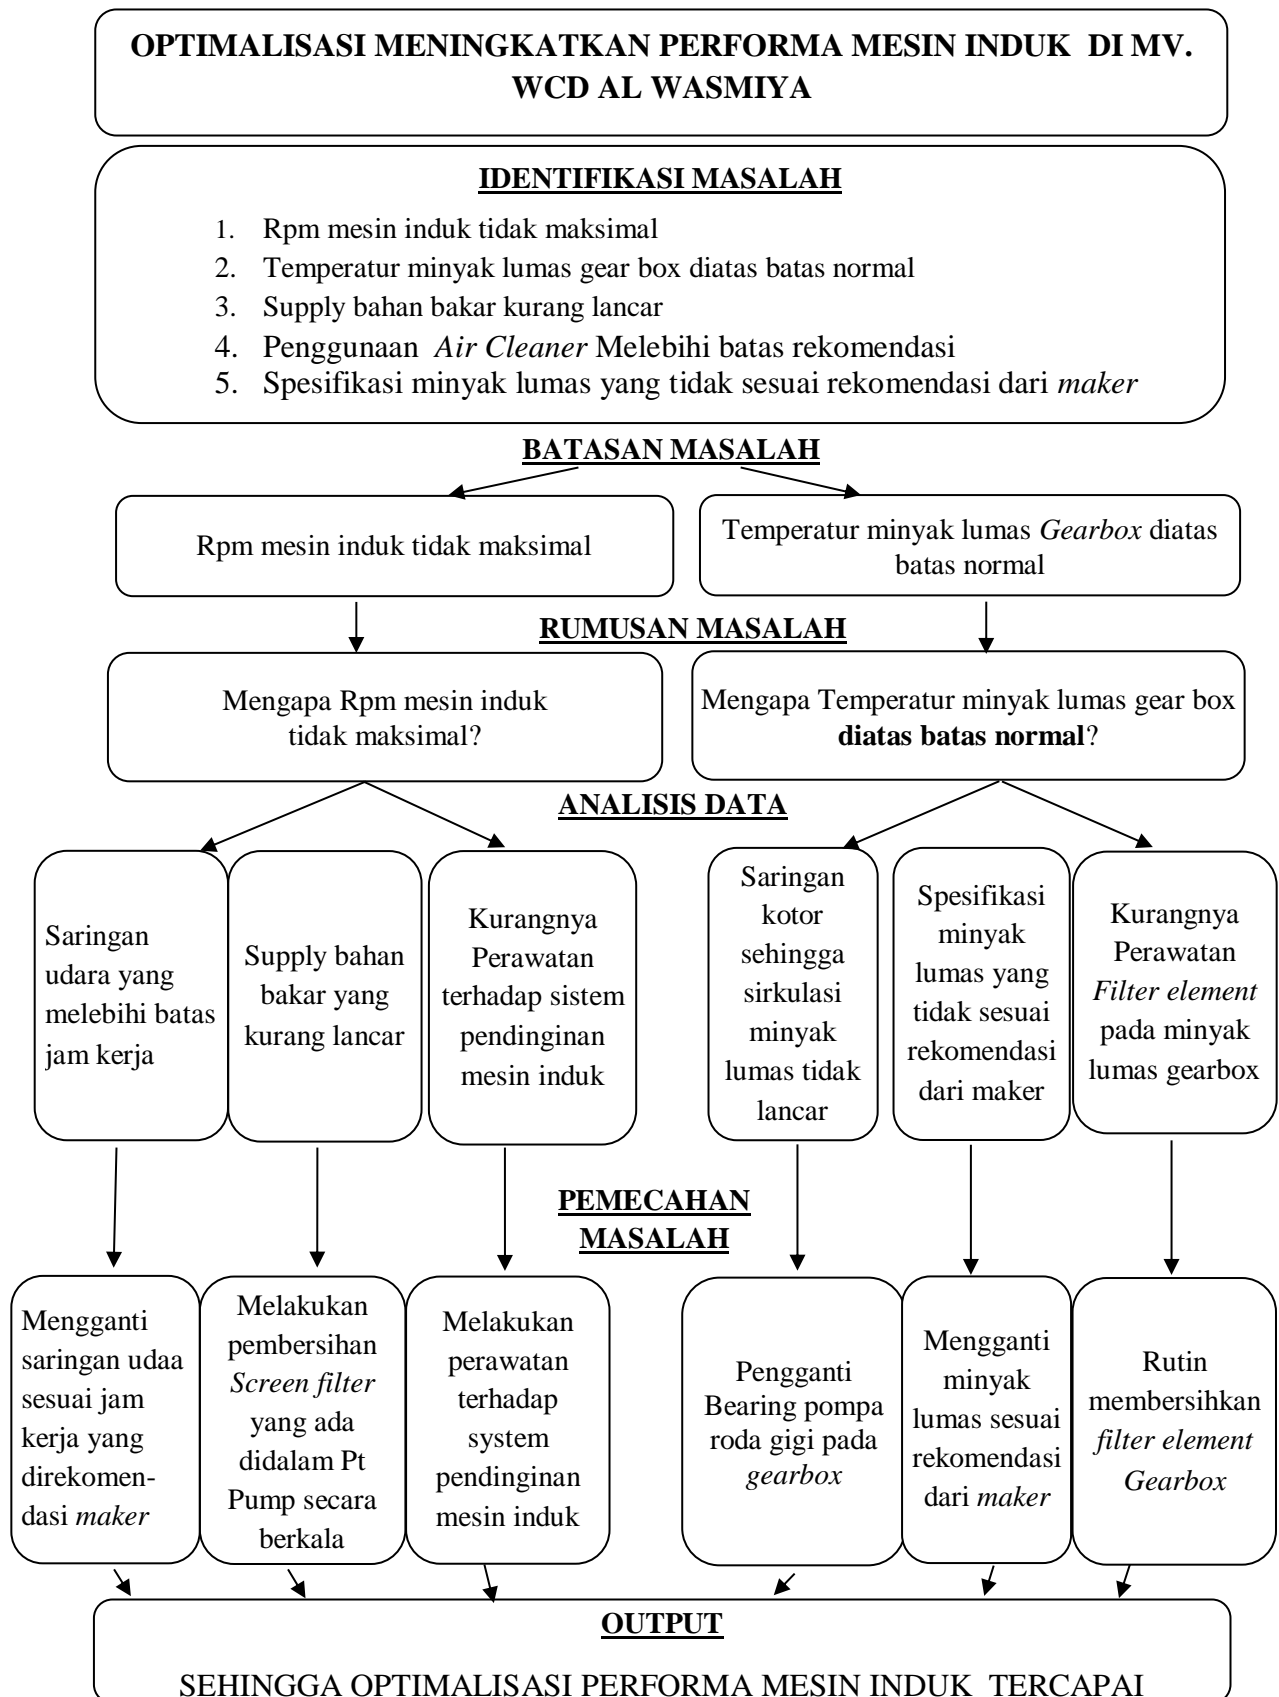 OPTIMALISASI MENINGKATKAN PERFORMA MESIN INDUK DI MV.
WCD AL WASMIYA
IDENTIFIKASI MASALAH
1. Rpm mesin induk tidak maksimal
2. Temperatur minyak lumas gear box diatas batas normal
3. Supply bahan bakar kurang lancar
4. Penggunaan Air Cleaner Melebihi batas rekomendasi
5. Spesifikasi minyak lumas yang tidak sesuai rekomendasi dari maker
BATASAN MASALAH
Rpm mesin induk tidak maksimal
Temperatur minyak lumas Gearbox diatas
batas normal
RUMUSAN MASALAH
Mengapa Rpm mesin induk
tidak maksimal?
Mengapa Temperatur minyak lumas gear box
diatas batas normal?
ANALISIS DATA
Saringan
udara yang
melebihi batas
jam kerja
Supply bahan
bakar yang
kurang lancar
Kurangnya
Perawatan
terhadap sistem
pendinginan
mesin induk
Saringan
kotor
sehingga
sirkulasi
minyak
lumas tidak
lancar
Spesifikasi
minyak
lumas yang
tidak sesuai
rekomendasi
dari maker
Kurangnya
Perawatan
Filter element
pada minyak
lumas gearbox
PEMECAHAN
MASALAH
Mengganti
saringan udaa
sesuai jam
kerja yang
direkomen-
dasi maker
Melakukan
pembersihan
Screen filter
yang ada
didalam Pt
Pump secara
berkala
Melakukan
perawatan
terhadap
system
pendinginan
mesin induk
Pengganti
Bearing pompa
roda gigi pada
gearbox
Mengganti
minyak
lumas sesuai
rekomendasi
dari maker
Rutin
membersihkan
filter element
Gearbox
OUTPUT
SEHINGGA OPTIMALISASI PERFORMA MESIN INDUK TERCAPAI